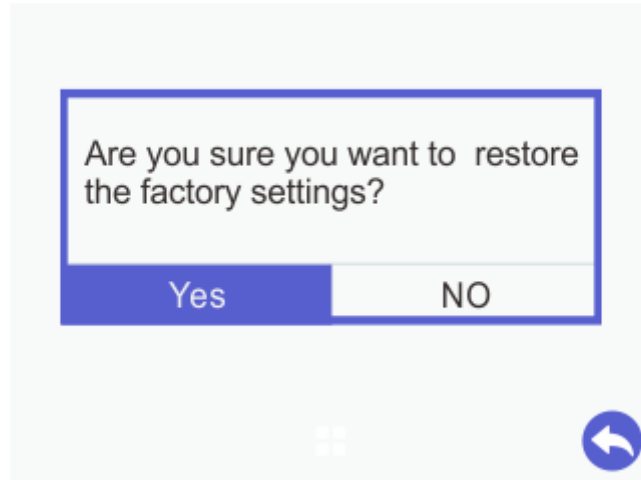 Are you sure you want to  restore
the factory settings?
Yes
NO